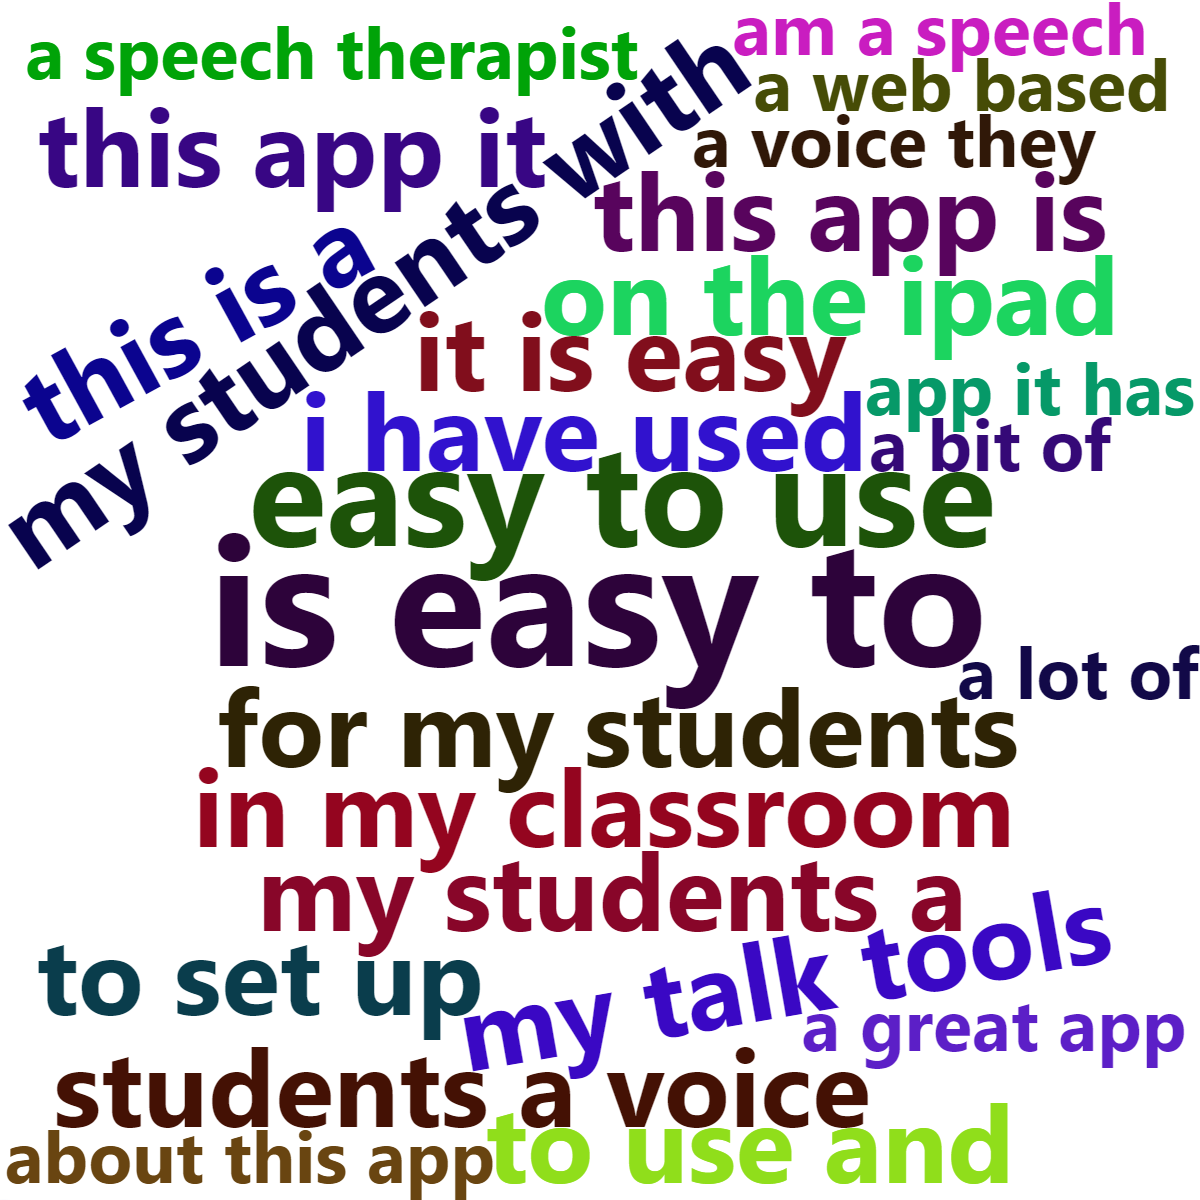 a speech therapist
am a speech
a web based
this app it
a voice they
my students with
this app is
this is a
on the ipad
it is easy
app it has
i have used
a bit of
easy to use
is easy to
a lot of
for my students
in my classroom
my students a
my talk tools
to set up
a great app
students a voice
to use and
about this app